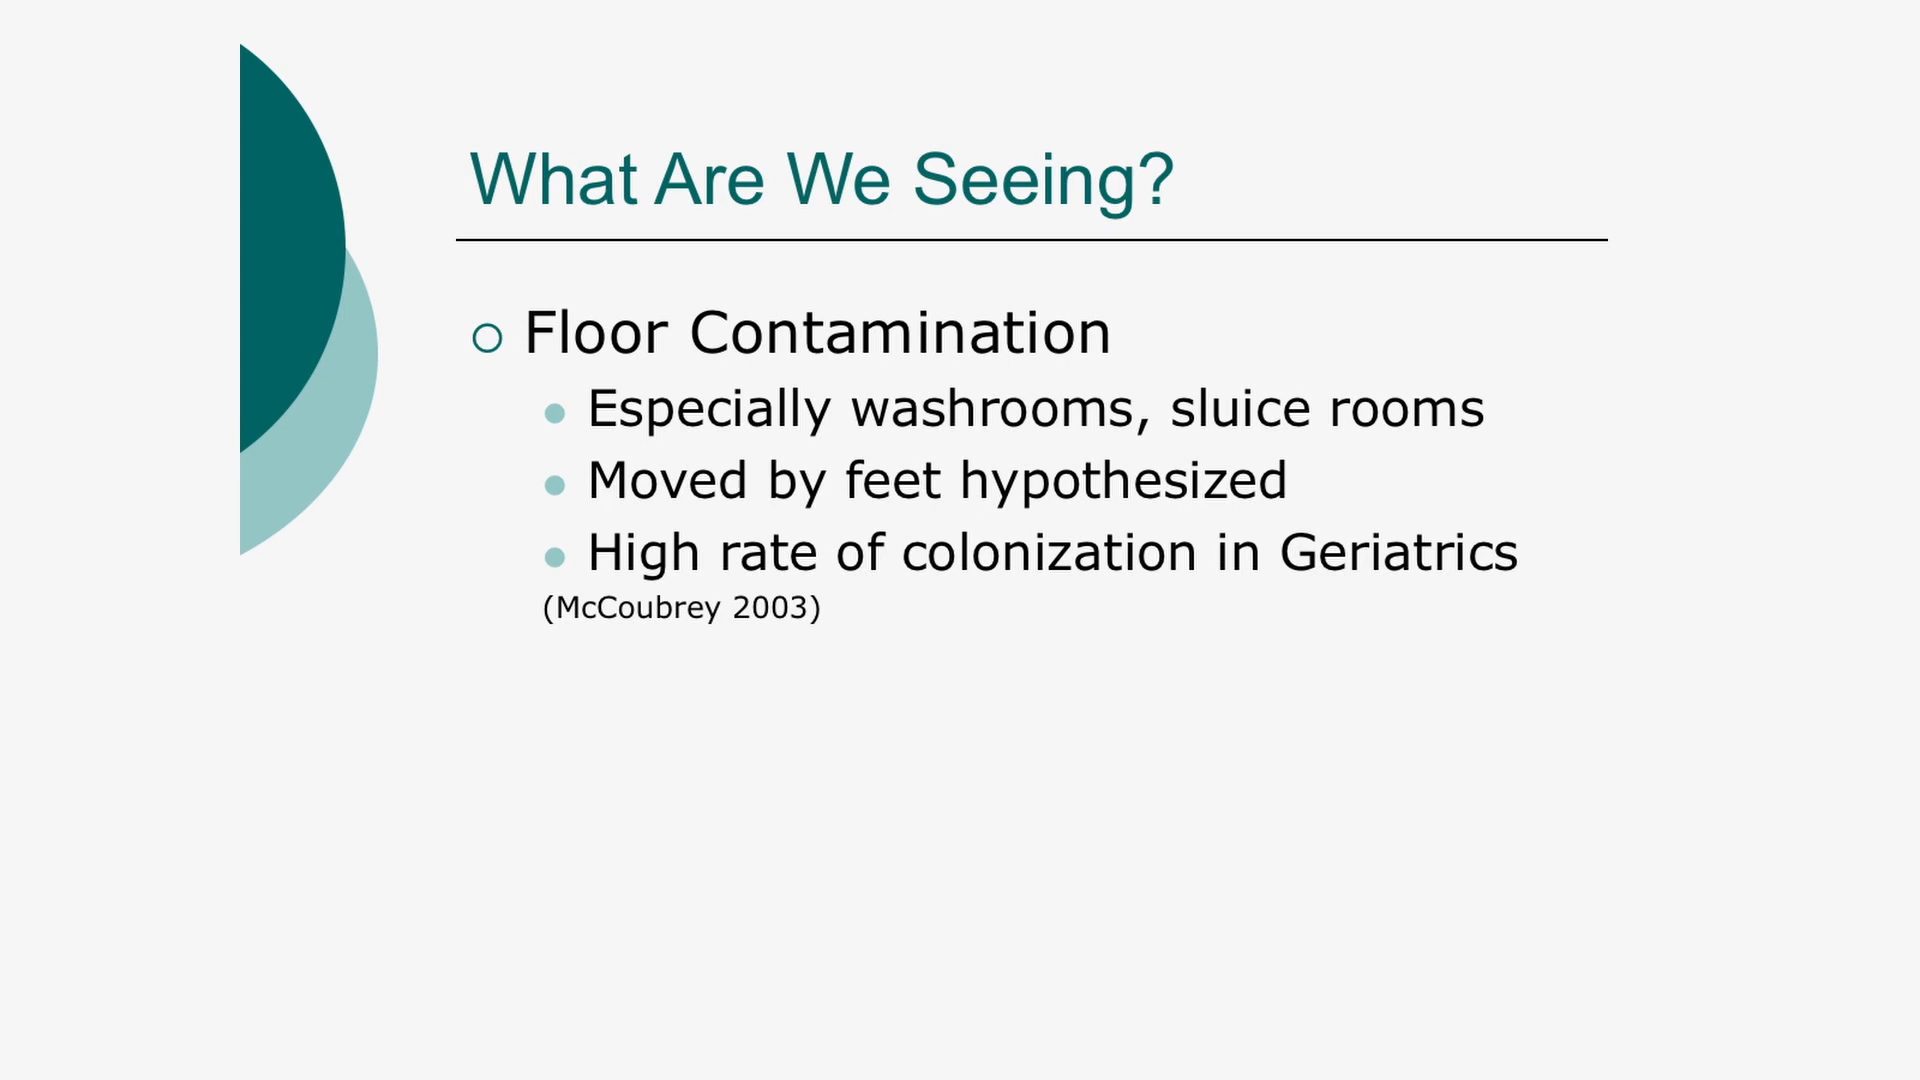 What Are We Seeing?
Floor Contamination
Especially washrooms, sluice rooms
Moved by feet hypothesized
High rate of colonization in Geriatrics
(McCoubrey 2003)